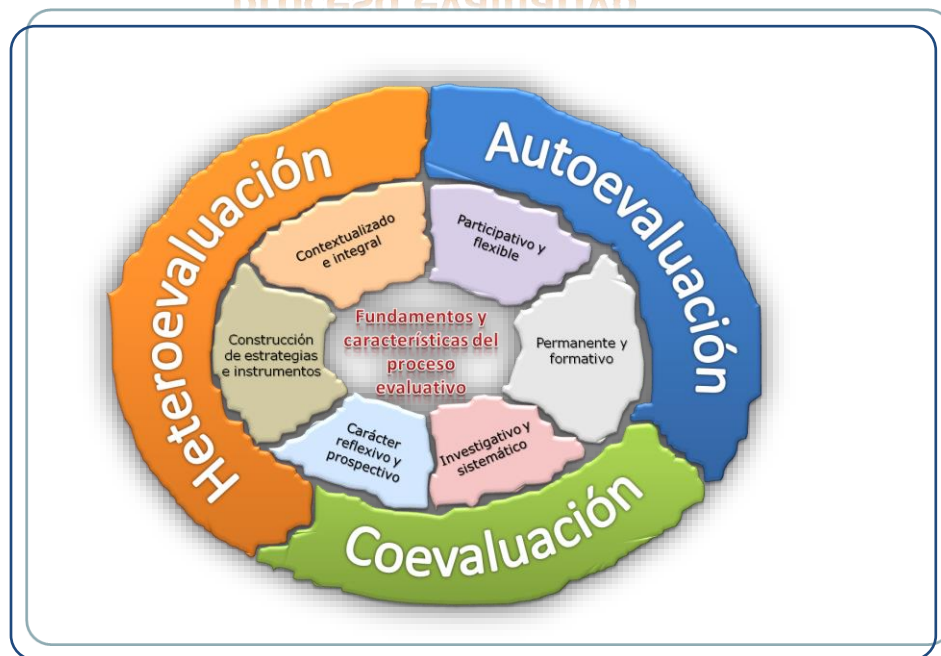 Heteroevaluación
Autoevaluación
Coevaluación
Contextualizado
e integral
Participativo y
flexible
Construcción
de estrategias
e instrumentos
Fundamentos y
características del
proceso
evaluativo
Permanente y
formativo
Carácter
reflexivo y
prospectivo
Investigativo y
sistemático